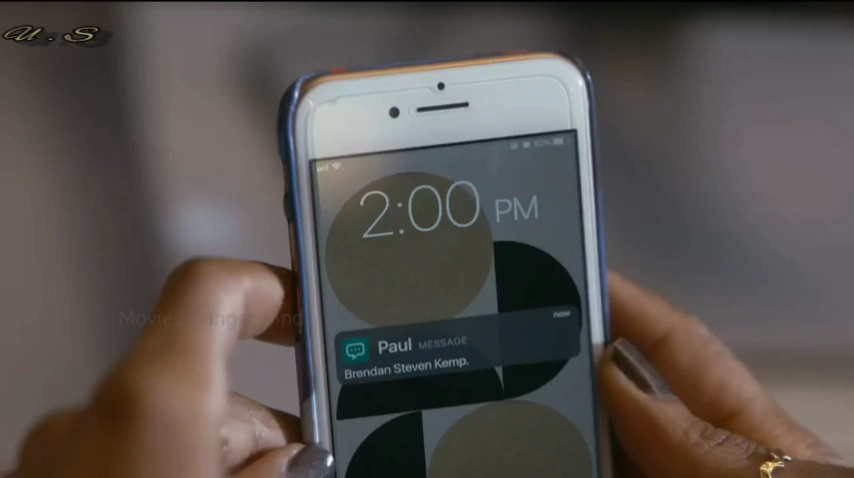 U . S
2:00 PM
now
Paul MESSAGE
Brendan Steven Kemp.